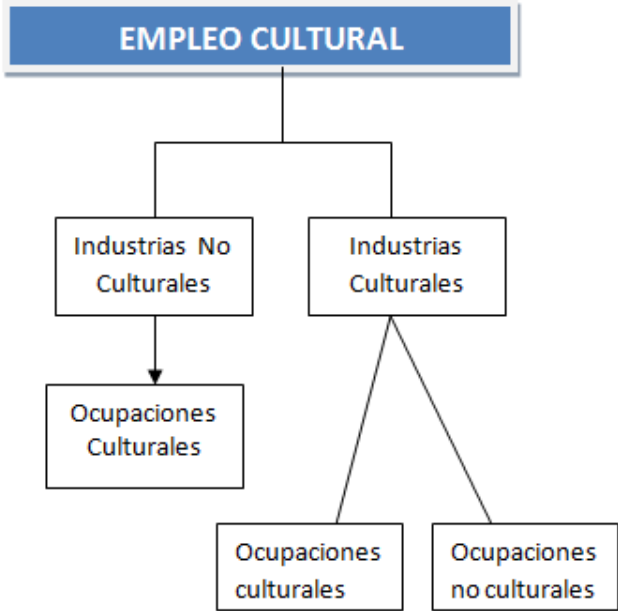 EMPLEO CULTURAL
Industrias No
Culturales
Industrias
Culturales
Ocupaciones
Culturales
Ocupaciones
culturales
Ocupaciones
no culturales